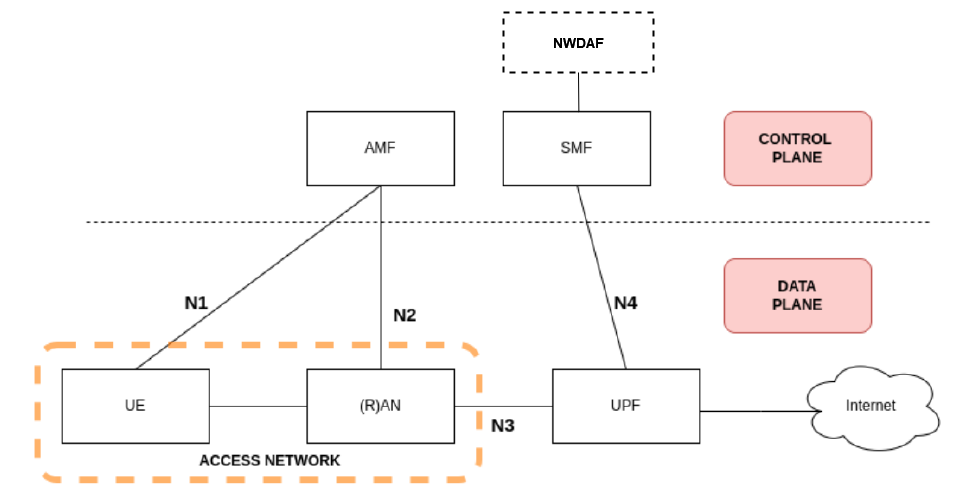 NWDAF
AMF
SMF
CONTROL
PLANE
DATA
PLANE
N1
N2
N4
UE
(R)AN
UPF
Internet
N3
ACCESS NETWORK